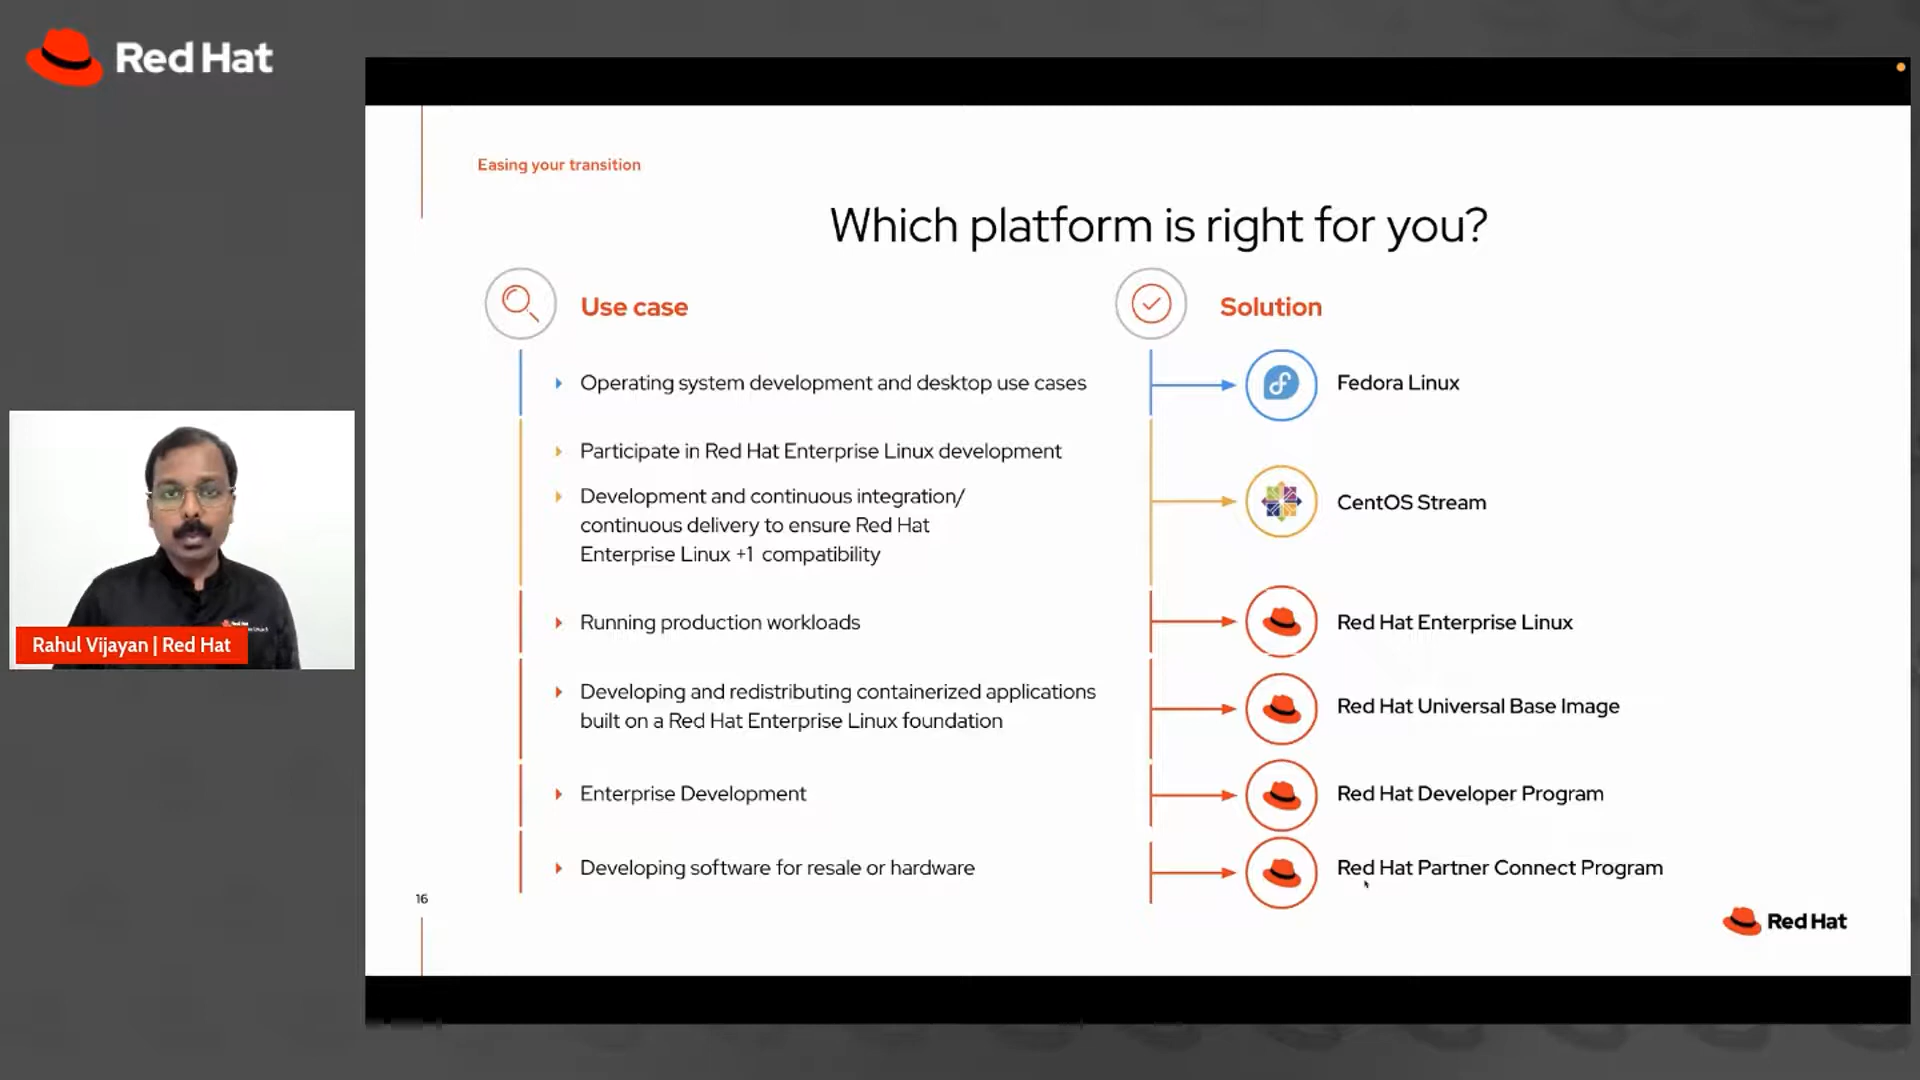 Red Hat
Easing your transition
Which platform is right for you?
Use case
Solution
Operating system development and desktop use cases
Fedora Linux
Participate in Red Hat Enterprise Linux development
Development and continuous integration/
continuous delivery to ensure Red Hat
Enterprise Linux +1 compatibility
CentOS Stream
Running production workloads
Red Hat Enterprise Linux
Developing and redistributing containerized applications
built on a Red Hat Enterprise Linux foundation
Red Hat Universal Base Image
Enterprise Development
Red Hat Developer Program
Developing software for resale or hardware
Red Hat Partner Connect Program
16
Red Hat
Red Hat
Rahul Vijayan | Red Hat